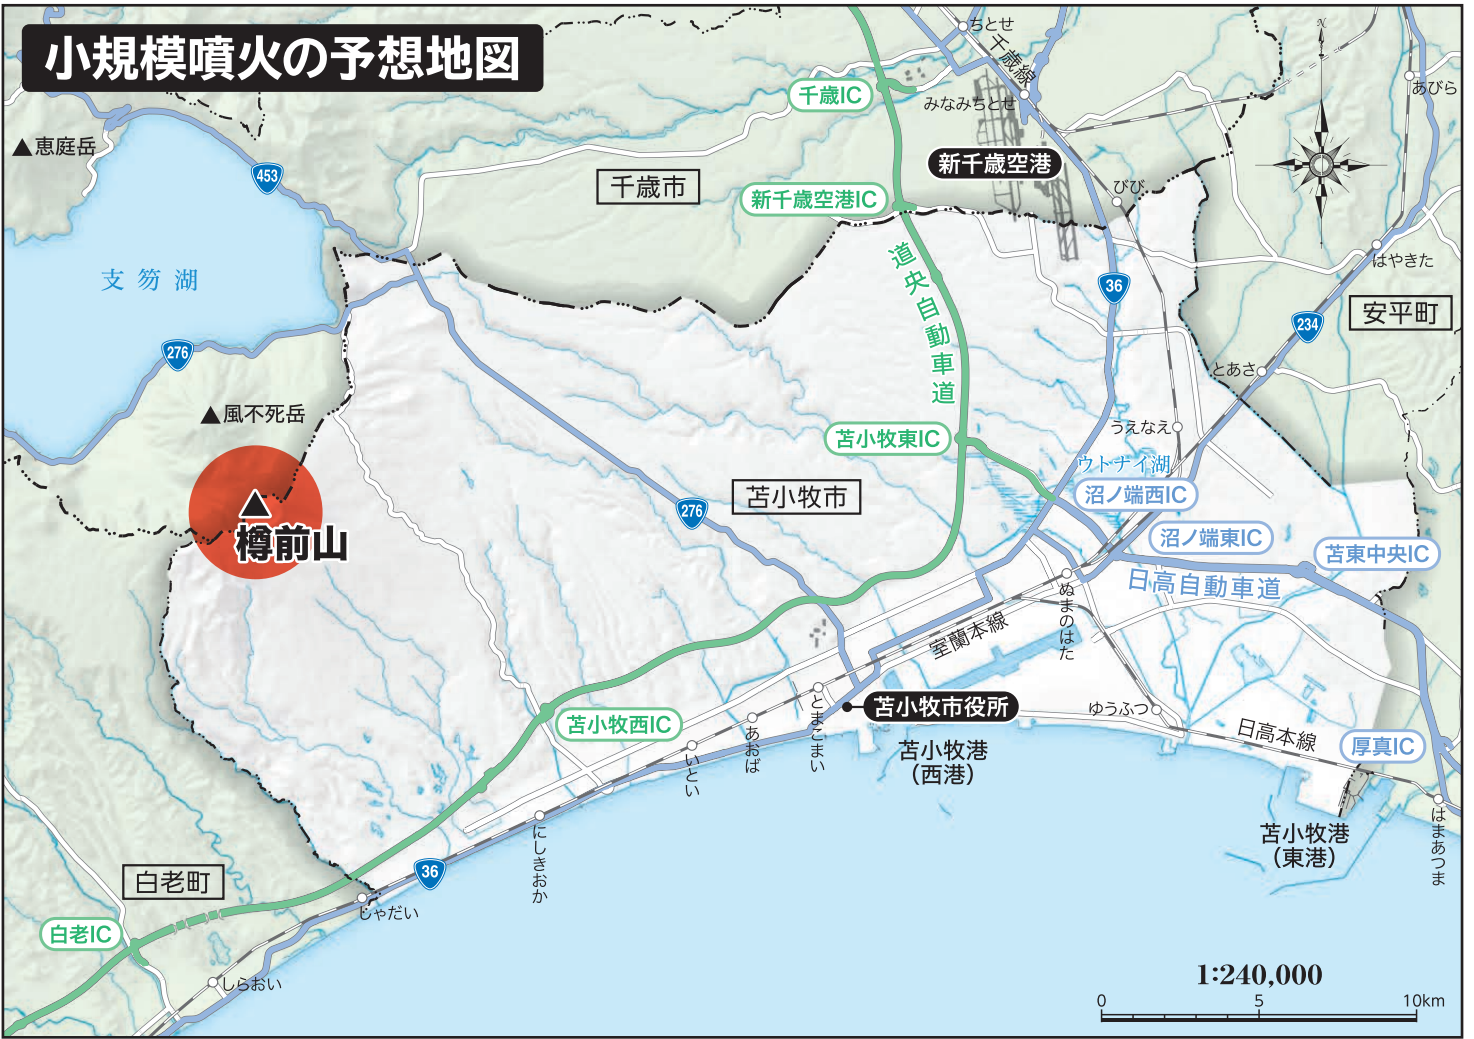 小規模噴火の予想地図
ちとせ
千歳線
N
あびら
千歳IC
みなみちとせ
恵庭岳
新千歳空港
453
千歳市
びび
新千歳空港IC
はやきた
支笏湖
道央自動車道
36
安平町
234
276
とあさ
風不死岳
苫小牧東IC
うえなえ
ウトナイ湖
苫小牧市
沼ノ端西IC
276
樽前山
沼ノ端東IC
苫東中央IC
日高自動車道
ぬまのはた
室蘭本線
苫小牧市役所
ゆうふつ
苫小牧西IC
とまこまい
あおば
いとい
日高本線
厚真IC
苫小牧港
（西港）
にしきおか
苫小牧港
（東港）
はまあつま
36
白老町
しゃだい
白老IC
しらおい
1:240,000
0 5 10km